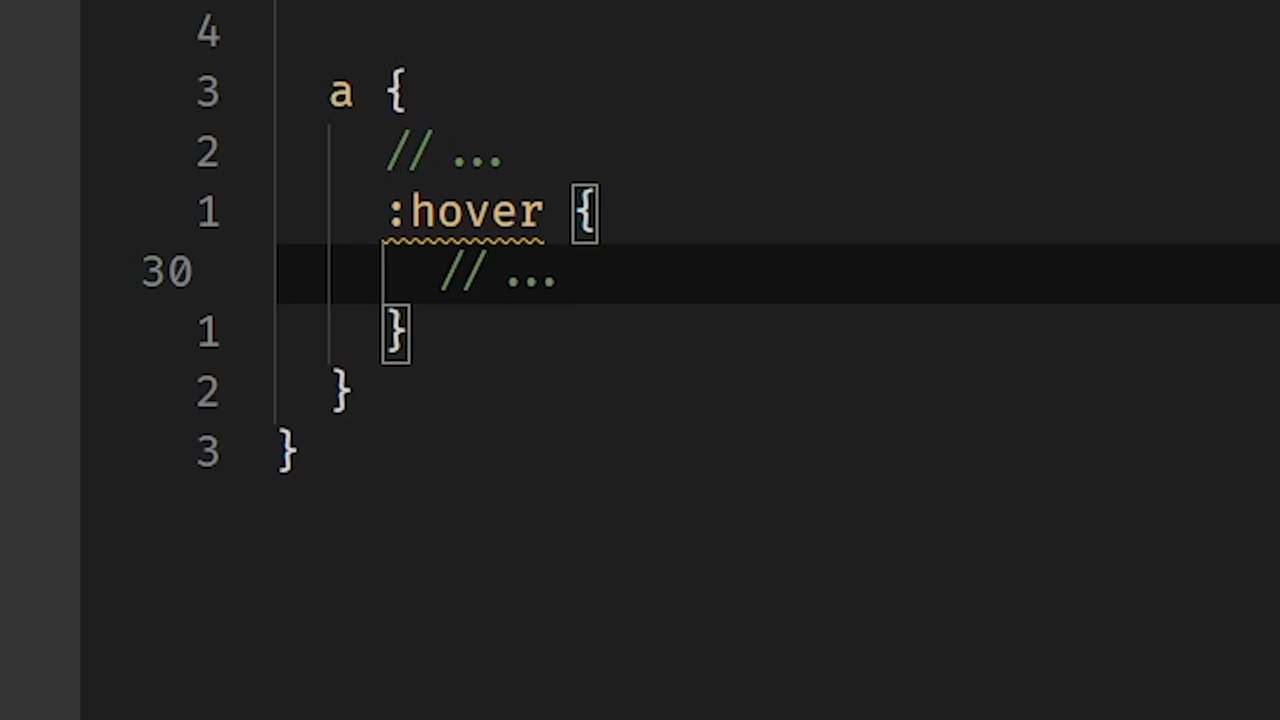 4
3 a {
2 // ...
1 :hover {
30 // ...
1 }
2 }
3 }